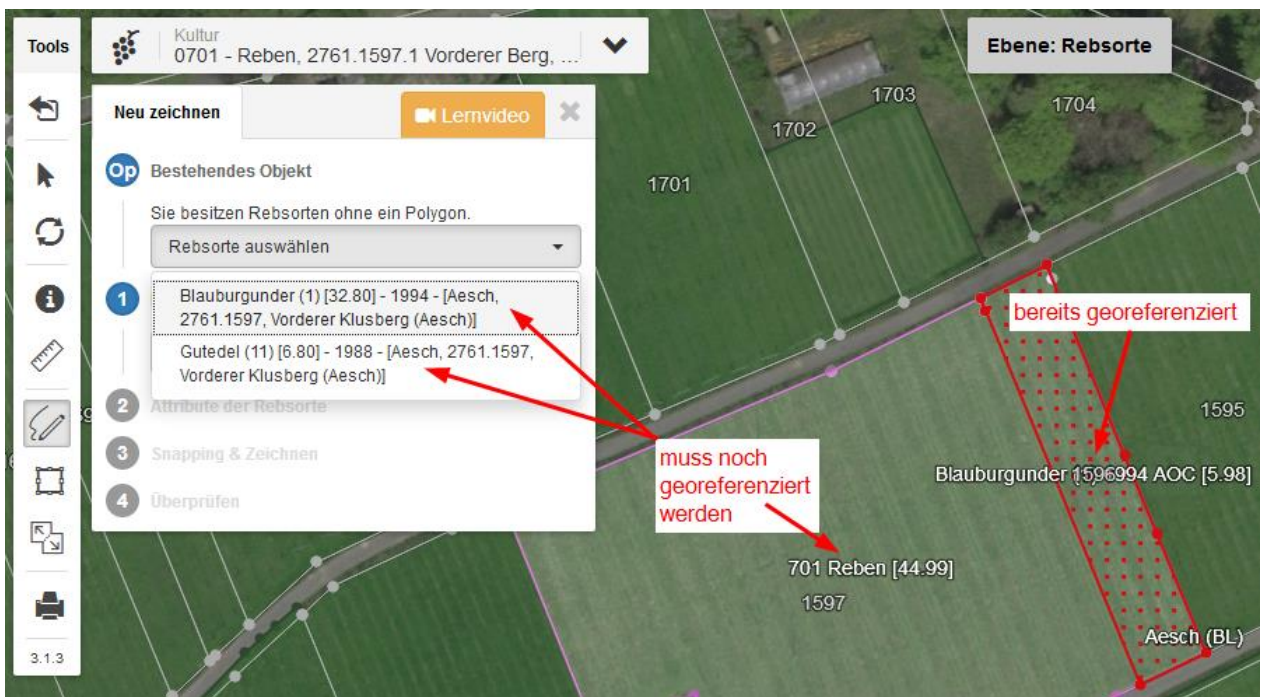 Tools
Kultur
0701 - Reben, 2761.1597.1 Vorderer Berg, ...
Ebene: Rebsorte
Neu zeichnen
Lernvideo
Op
Bestehendes Objekt
Sie besitzen Rebsorten ohne ein Polygon.
Rebsorte auswählen
1
Blauburgunder (1) [32.80] - 1994 - [Aesch,
2761.1597, Vorderer Klusberg (Aesch)]
Gutedel (11) [6.80] - 1988 - [Aesch, 2761.1597,
Vorderer Klusberg (Aesch)]
2
Attribute der Rebsorte
3
Snapping & Zeichnen
4
Überprüfen
3.1.3
1703
1704
1702
1701
bereits georeferenziert
1595
muss noch
georeferenziert
werden
Blauburgunder
1596994 AOC [5.98]
701 Reben [44.99]
1597
Aesch (BL)